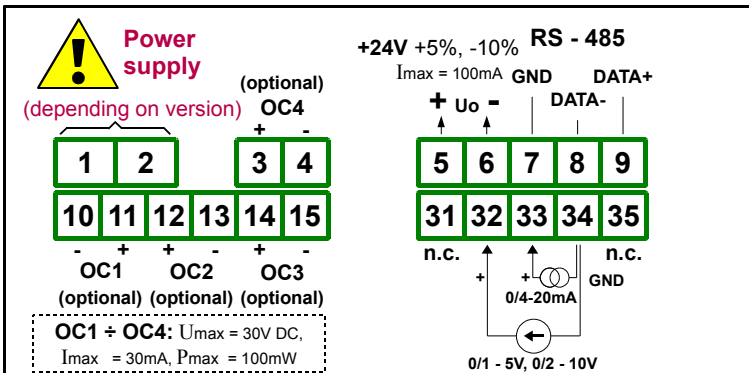 Power
supply
(depending on version)
(optional)
OC4
+ -
1 2 3 4
10 11 12 13 14 15
- + + - + -
OC1 OC2 OC3
(optional) (optional) (optional)
OC1 ÷ OC4: Umax = 30V DC,
Imax = 30mA, Pmax = 100mW
+24V +5%, -10% RS - 485
Imax = 100mA GND DATA+
+ Uo - DATA-
5 6 7 8 9
31 32 33 34 35
n.c. n.c.
+ + GND
0/4-20mA
0/1 - 5V, 0/2 - 10V